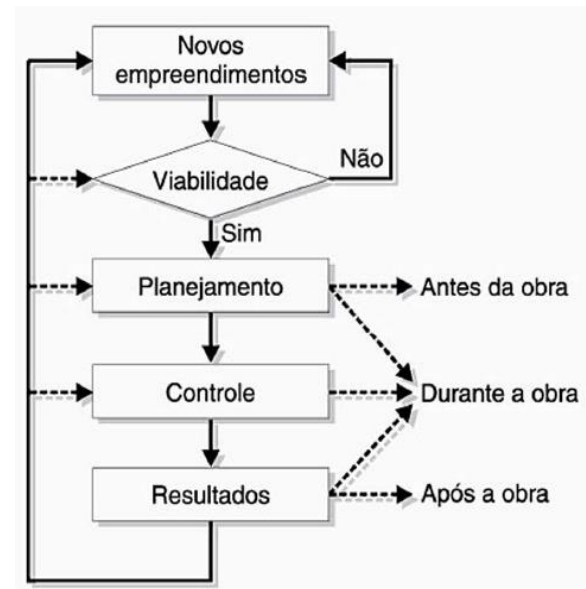 Novos
empreendimentos
Não
Viabilidade
Sim
Planejamento
Antes da obra
Controle
Durante a obra
Resultados
Após a obra